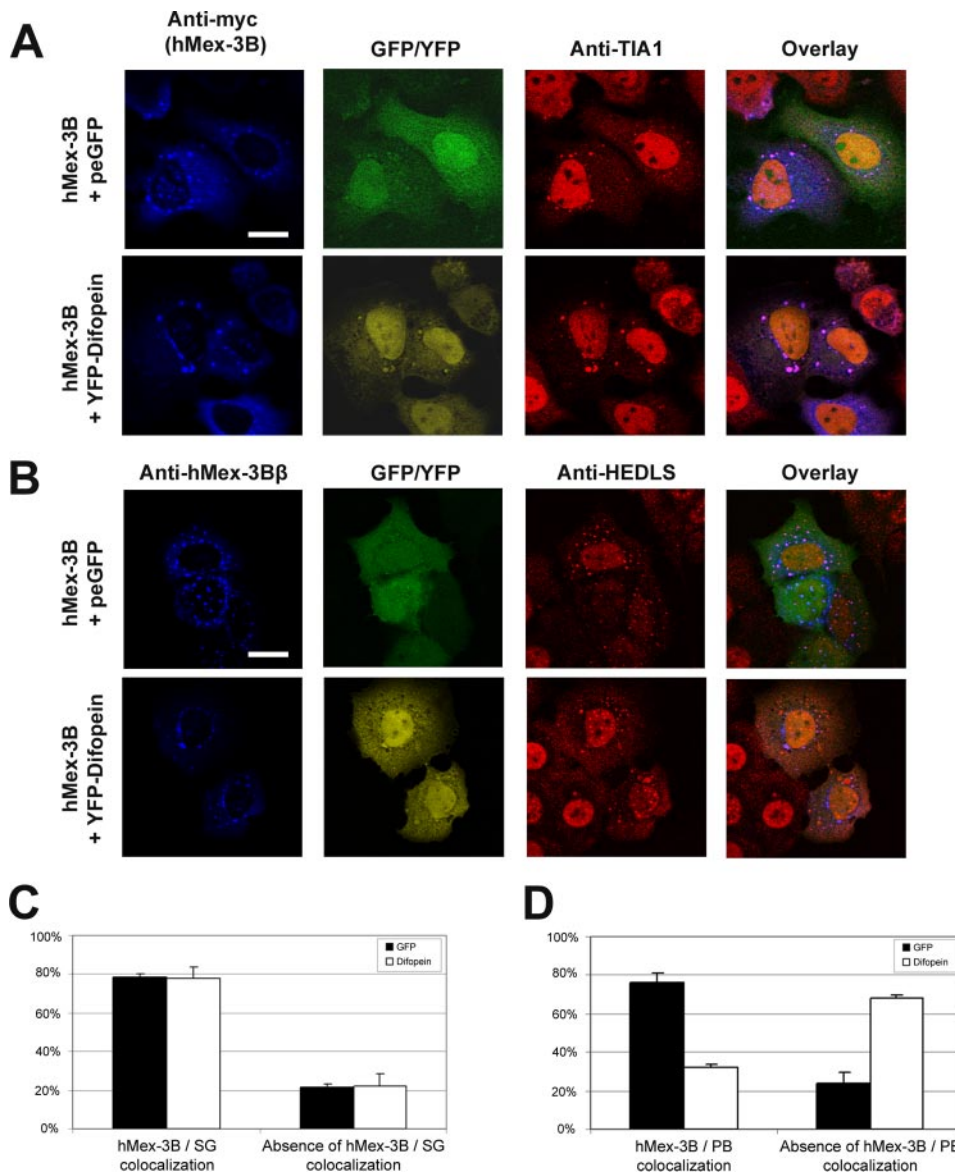 A
Anti-myc
(hMex-3B)
GFP/YFP
Anti-TIA1
Overlay
hMex-3B
+ peGFP
hMex-3B
+ YFP-Difopein
B
Anti-hMex-3Bβ
GFP/YFP
Anti-HEDLS
Overlay
hMex-3B
+ peGFP
hMex-3B
+ YFP-Difopein
C
100%
80%
60%
40%
20%
0%
GFP
Difopein
hMex-3B / SG
colocalization
Absence of hMex-3B / SG
colocalization
D
100%
80%
60%
40%
20%
0%
GFP
Difopein
hMex-3B / PB
colocalization
Absence of hMex-3B / PB
colocalization